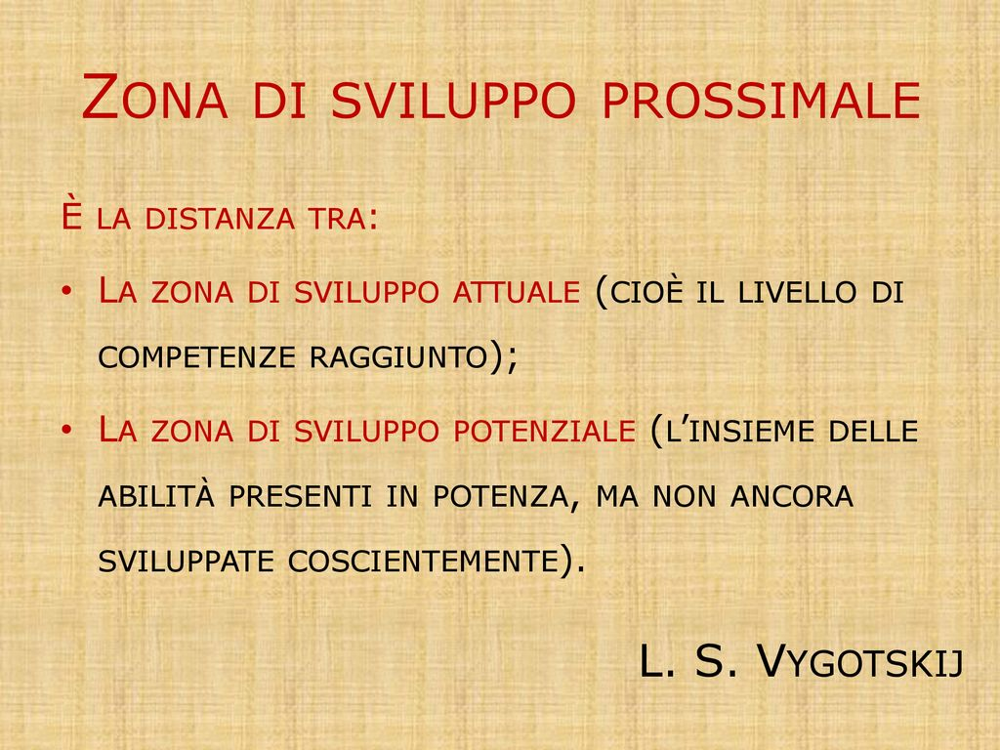 Zona di sviluppo prossimale
È la distanza tra:
• La zona di sviluppo attuale (cioè il livello di
competenze raggiunto);
• La zona di sviluppo potenziale (l’insieme delle
abilità presenti in potenza, ma non ancora
sviluppate coscientemente).
L. S. Vygotskij